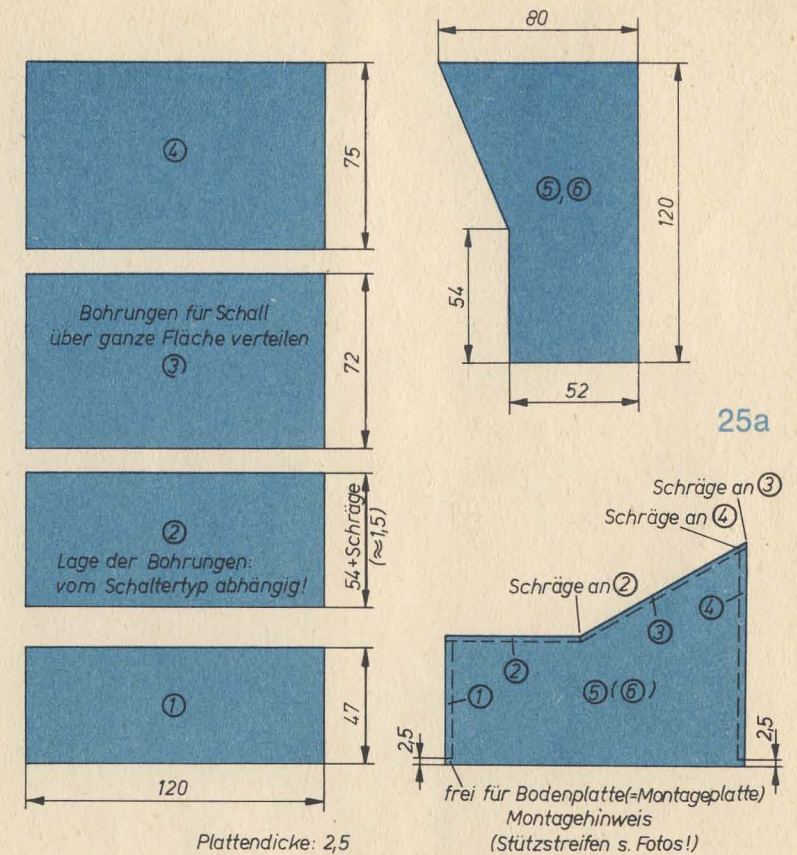 80
④
75
⑤,⑥
120
Bohrungen für Schall
über ganze Fläche verteilen
③
72
54
52
25a
②
Lage der Bohrungen:
vom Schaltertyp abhängig!
54+Schräge
(≈1,5)
Schräge an ③
Schräge an ④
Schräge an ②
④
③
②
①
⑤(⑥)
①
47
2,5
2,5
120
frei für Bodenplatte(=Montageplatte)
Montagehinweis
(Stützstreifen s. Fotos!)
Plattendicke: 2,5